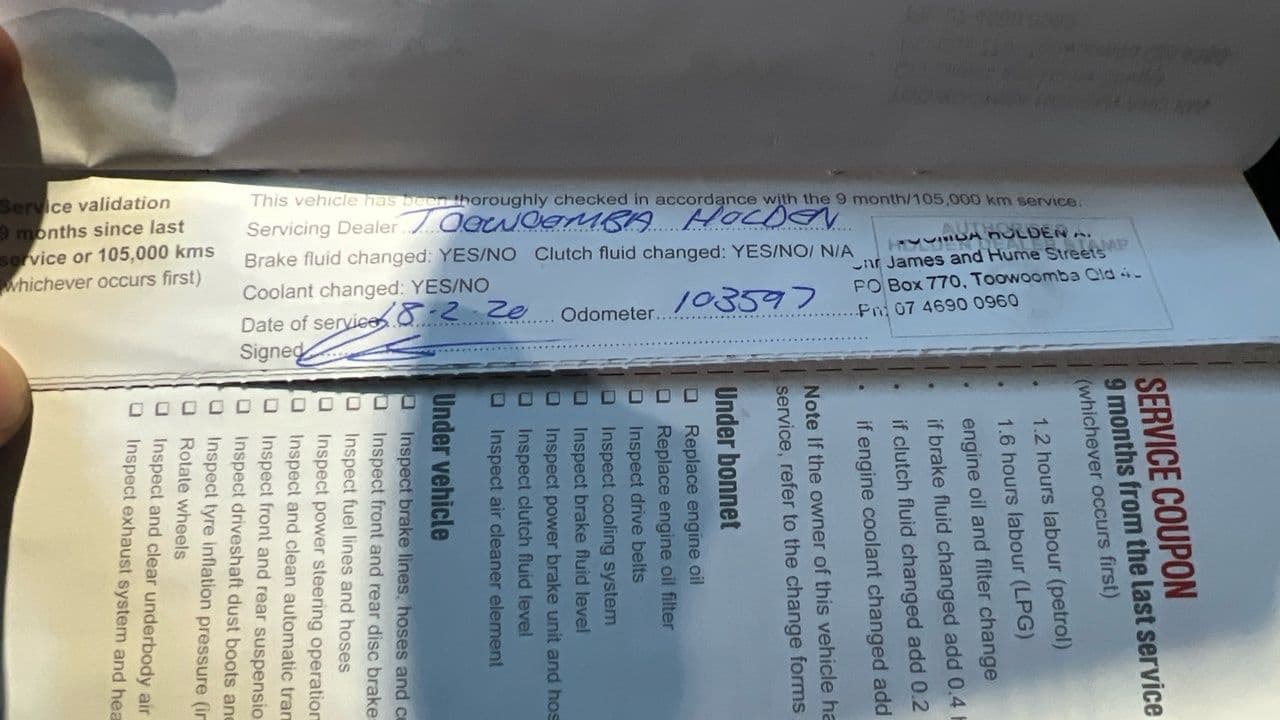 Service validation
9 months since last
service or 105,000 kms
whichever occurs first)
This vehicle has been thoroughly checked in accordance with the 9 month/105,000 km service.
Servicing Dealer TOOWOOMBA HOLDEN
Brake fluid changed: YES/NO Clutch fluid changed: YES/NO/ N/A
Coolant changed: YES/NO
Date of service 18-2 20 Odometer 103597
Signed
HOLDEN DEALER STAMP
HOLDEN
James and Hume Streets
PO Box 770, Toowoomba Qld 4
Ph: 07 4690 0960
SERVICE COUPON
9 months from the last service
(whichever occurs first)
• 1.2 hours labour (petrol)
• 1.6 hours labour (LPG)
• engine oil and filter change
• if brake fluid changed add 0.4 h
• if clutch fluid changed add 0.2
• if engine coolant changed add
Note If the owner of this vehicle ha
service, refer to the change forms
Under bonnet
☐ Replace engine oil
☐ Replace engine oil filter
☐ Inspect drive belts
☐ Inspect cooling system
☐ Inspect brake fluid level
☐ Inspect power brake unit and hos
☐ Inspect clutch fluid level
☐ Inspect air cleaner element
Under vehicle
☐ Inspect brake lines, hoses and c
☐ Inspect front and rear disc brake
☐ Inspect fuel lines and hoses
☐ Inspect power steering operation
☐ Inspect and clean automatic tran
☐ Inspect front and rear suspensio
☐ Inspect driveshaft dust boots and
☐ Inspect tyre inflation pressure (in
☐ Rotate wheels
☐ Inspect and clear underbody air
☐ Inspect exhaust system and hea